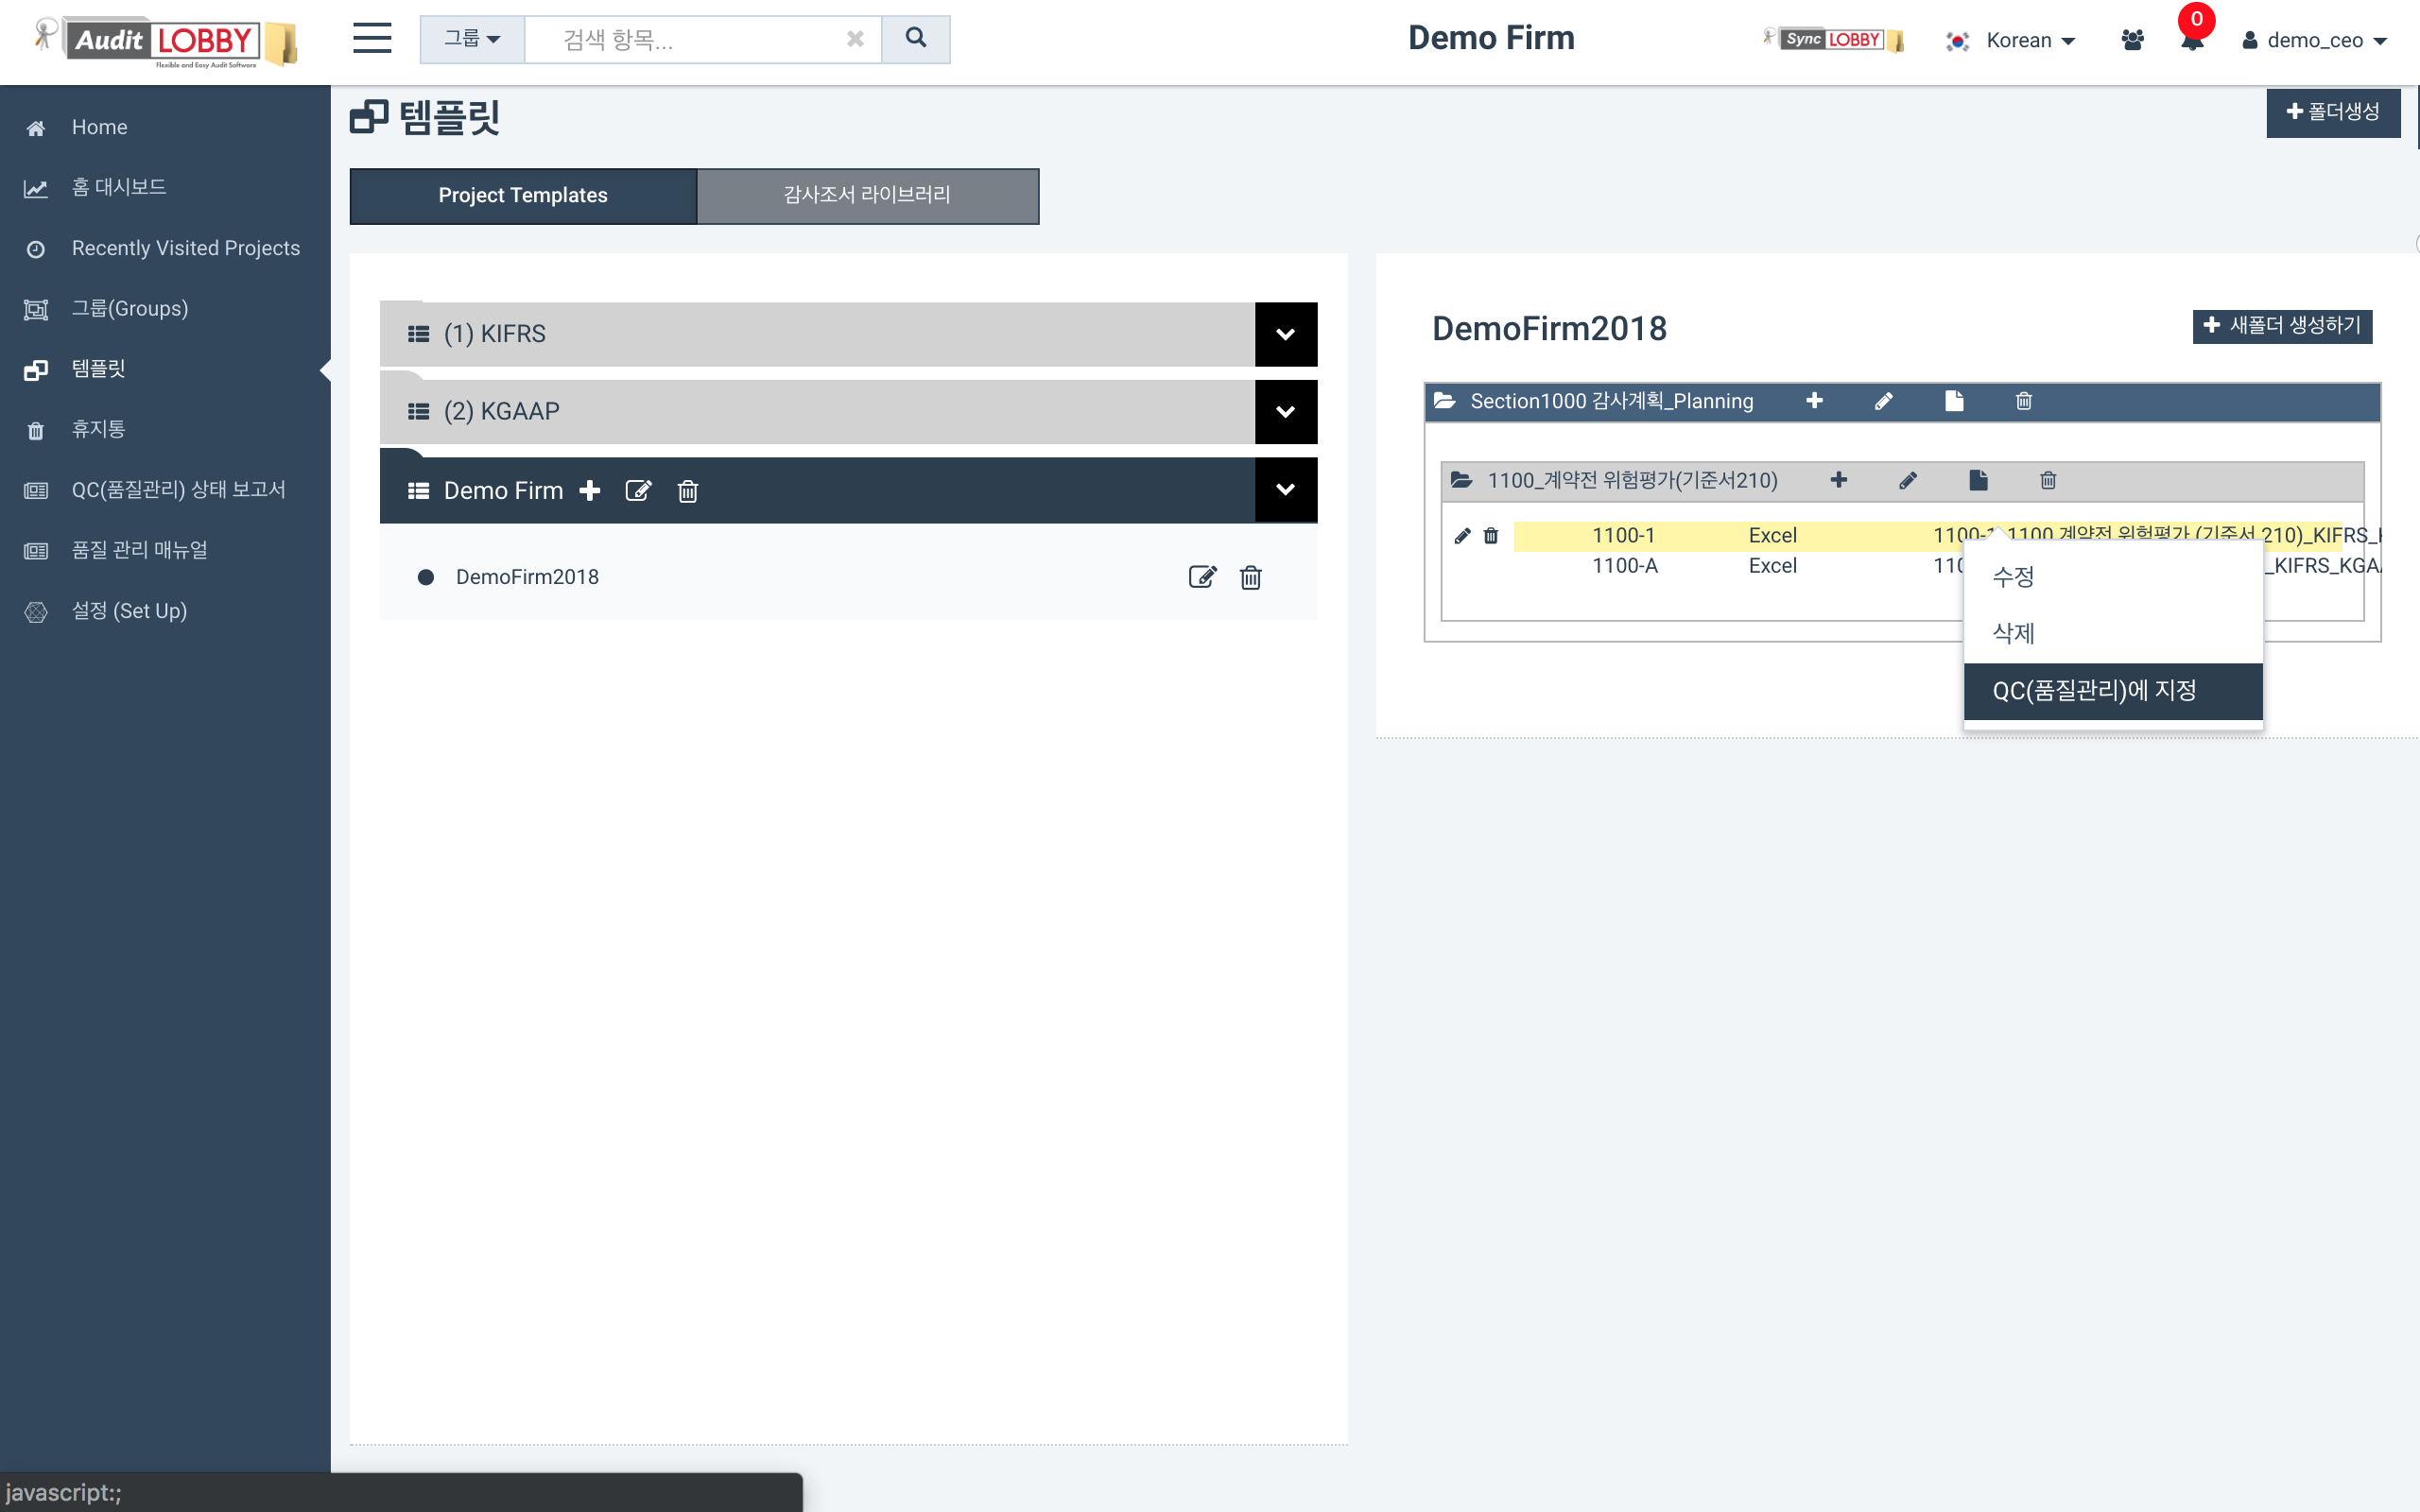 Audit LOBBY
Flexible and Easy Audit Software
그룹
검색 항목...
Demo Firm
Sync LOBBY
Korean
0
demo_ceo
Home
홈 대시보드
Recently Visited Projects
그룹(Groups)
템플릿
휴지통
QC(품질관리) 상태 보고서
품질 관리 매뉴얼
설정 (Set Up)
템플릿
폴더생성
Project Templates
감사조서 라이브러리
(1) KIFRS
(2) KGAAP
Demo Firm
DemoFirm2018
DemoFirm2018
새폴더 생성하기
Section1000 감사계획_Planning
1100_계약전 위험평가(기준서210)
1100-1 Excel 1100-1_1100 계약전 위험평가 (기준서 210)_KIFRS_
1100-A Excel 110 _KIFRS_KGA
수정
삭제
QC(품질관리)에 지정
javascript:;